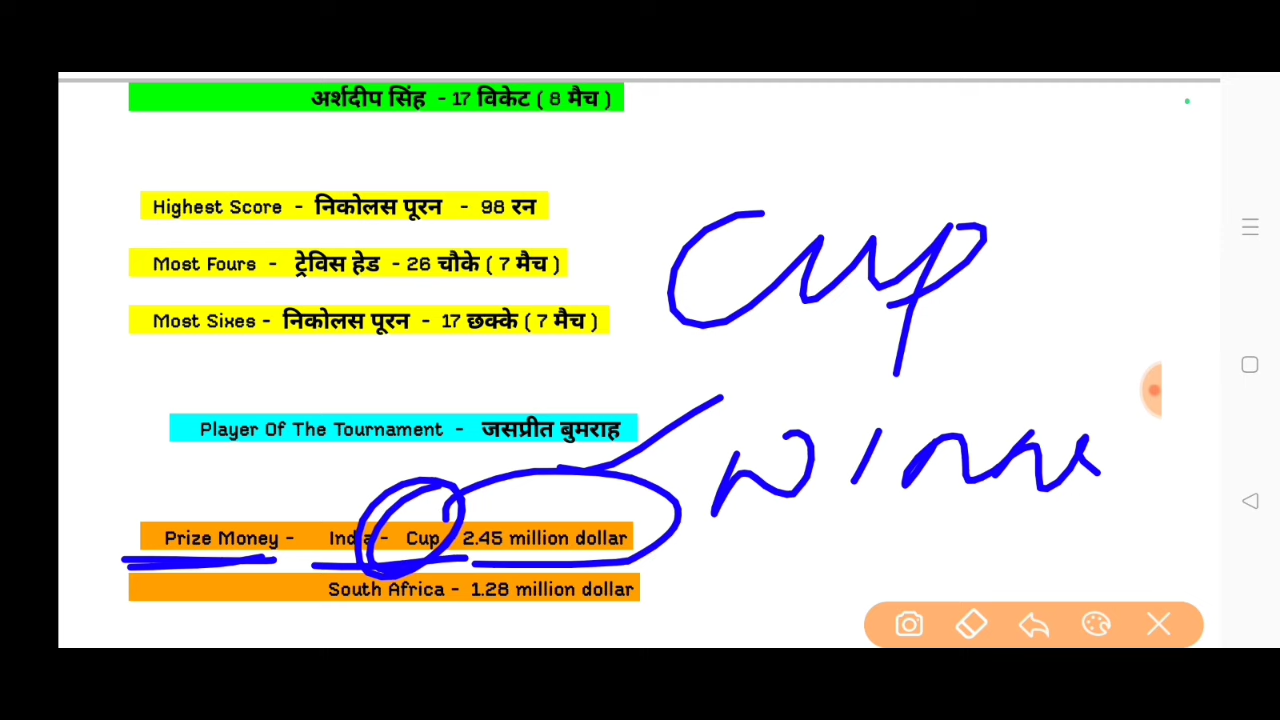 अर्शदीप सिंह - 17 विकेट ( 8 मैच )
Highest Score - निकोलस पूरन - 98 रन
Most Fours - ट्रेविस हेड - 26 चौके ( 7 मैच )
Most Sixes - निकोलस पूरन - 17 छक्के ( 7 मैच )
Cup
Player Of The Tournament - जसप्रीत बुमराह
Prize Money - India - Cup 2.45 million dollar
South Africa - 1.28 million dollar